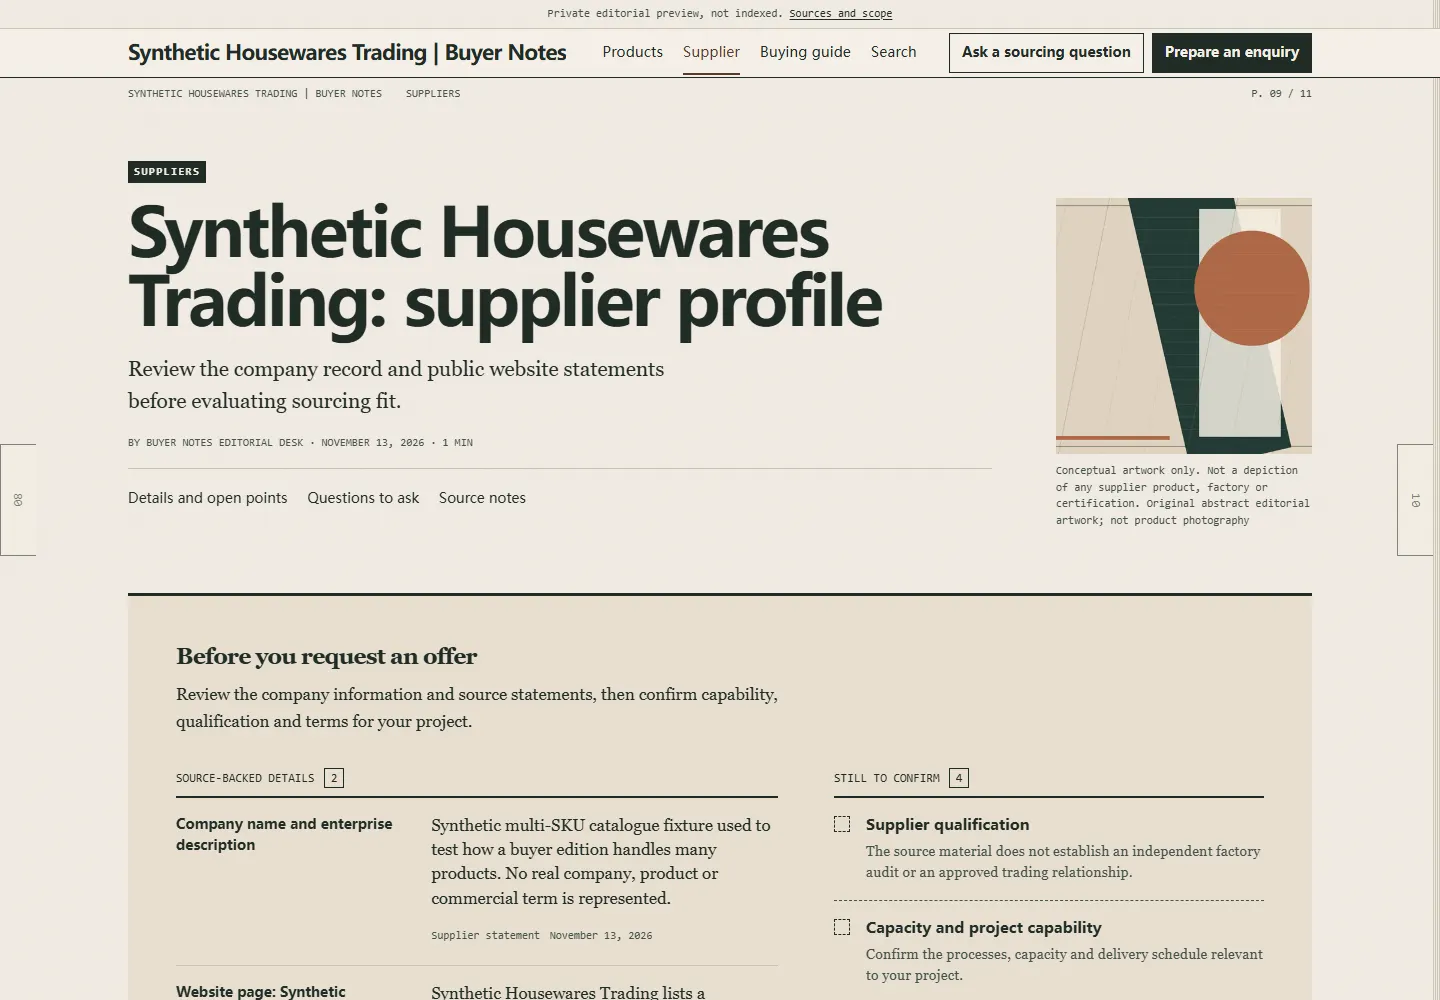 Private editorial preview, not indexed. Sources and scope
Synthetic Housewares Trading | Buyer Notes
Products Supplier Buying guide Search
Ask a sourcing question
Prepare an enquiry
SYNTHETIC HOUSEWARES TRADING | BUYER NOTES SUPPLIERS
P. 09 / 11
SUPPLIERS
Synthetic Housewares
Trading: supplier profile
Review the company record and public website statements
before evaluating sourcing fit.
BY BUYER NOTES EDITORIAL DESK · NOVEMBER 13, 2026 · 1 MIN
Details and open points Questions to ask Source notes
Conceptual artwork only. Not a depiction
of any supplier product, factory or
certification. Original abstract editorial
artwork; not product photography
08
10
Before you request an offer
Review the company information and source statements, then confirm capability,
qualification and terms for your project.
SOURCE-BACKED DETAILS 2
Company name and enterprise
description
Synthetic multi-SKU catalogue fixture used to
test how a buyer edition handles many
products. No real company, product or
commercial term is represented.
Supplier statement November 13, 2026
Website page: Synthetic
Synthetic Housewares Trading lists a
STILL TO CONFIRM 4
Supplier qualification
The source material does not establish an independent factory
audit or an approved trading relationship.
Capacity and project capability
Confirm the processes, capacity and delivery schedule relevant
to your project.